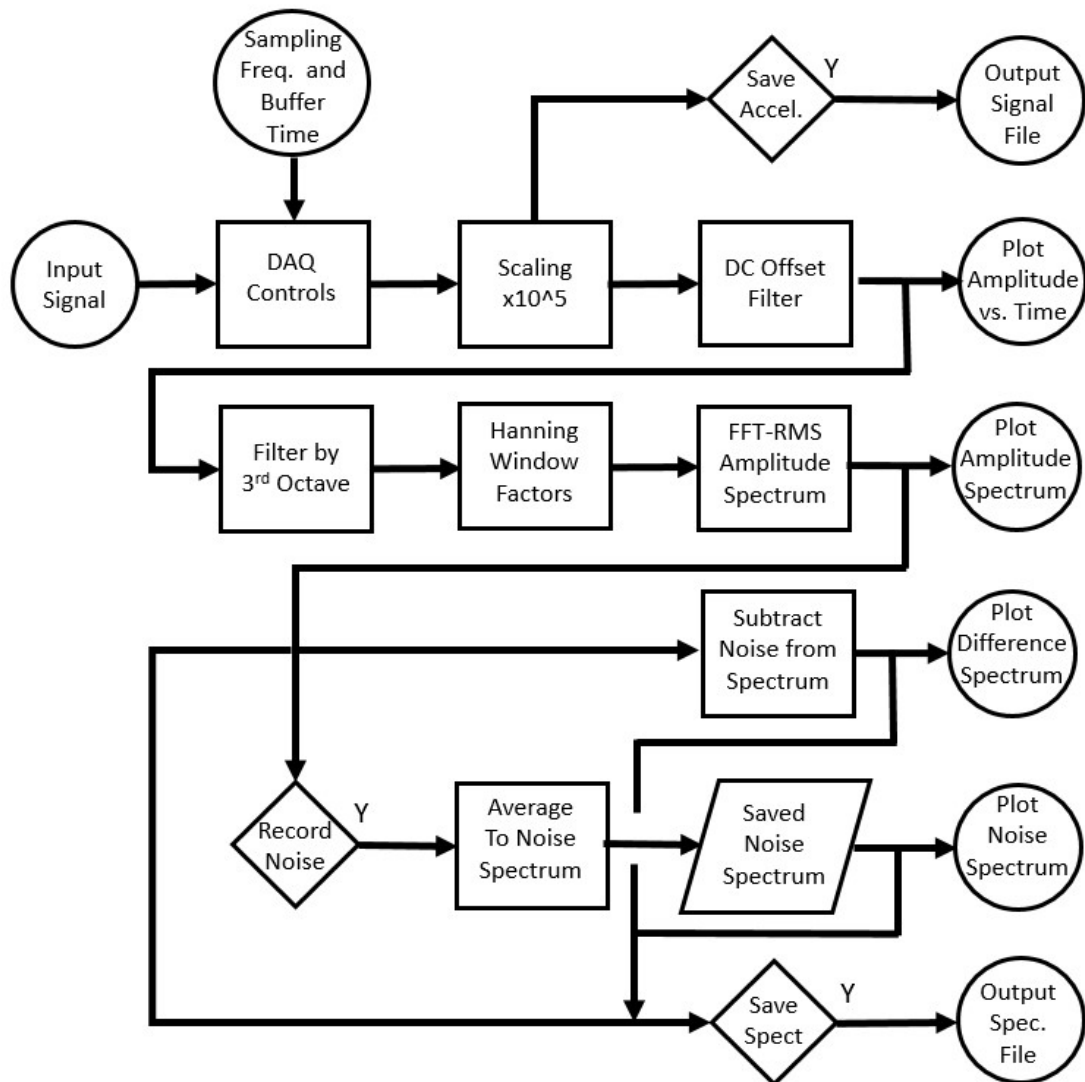 Sampling
Freq. and
Buffer
Time
Save
Accel.
Y
Output
Signal
File
Input
Signal
DAQ
Controls
Scaling
x10^5
DC Offset
Filter
Plot
Amplitude
vs. Time
Filter by
3rd Octave
Hanning
Window
Factors
FFT-RMS
Amplitude
Spectrum
Plot
Amplitude
Spectrum
Subtract
Noise from
Spectrum
Plot
Difference
Spectrum
Record
Noise
Y
Average
To Noise
Spectrum
Saved
Noise
Spectrum
Plot
Noise
Spectrum
Save
Spect
Y
Output
Spec.
File